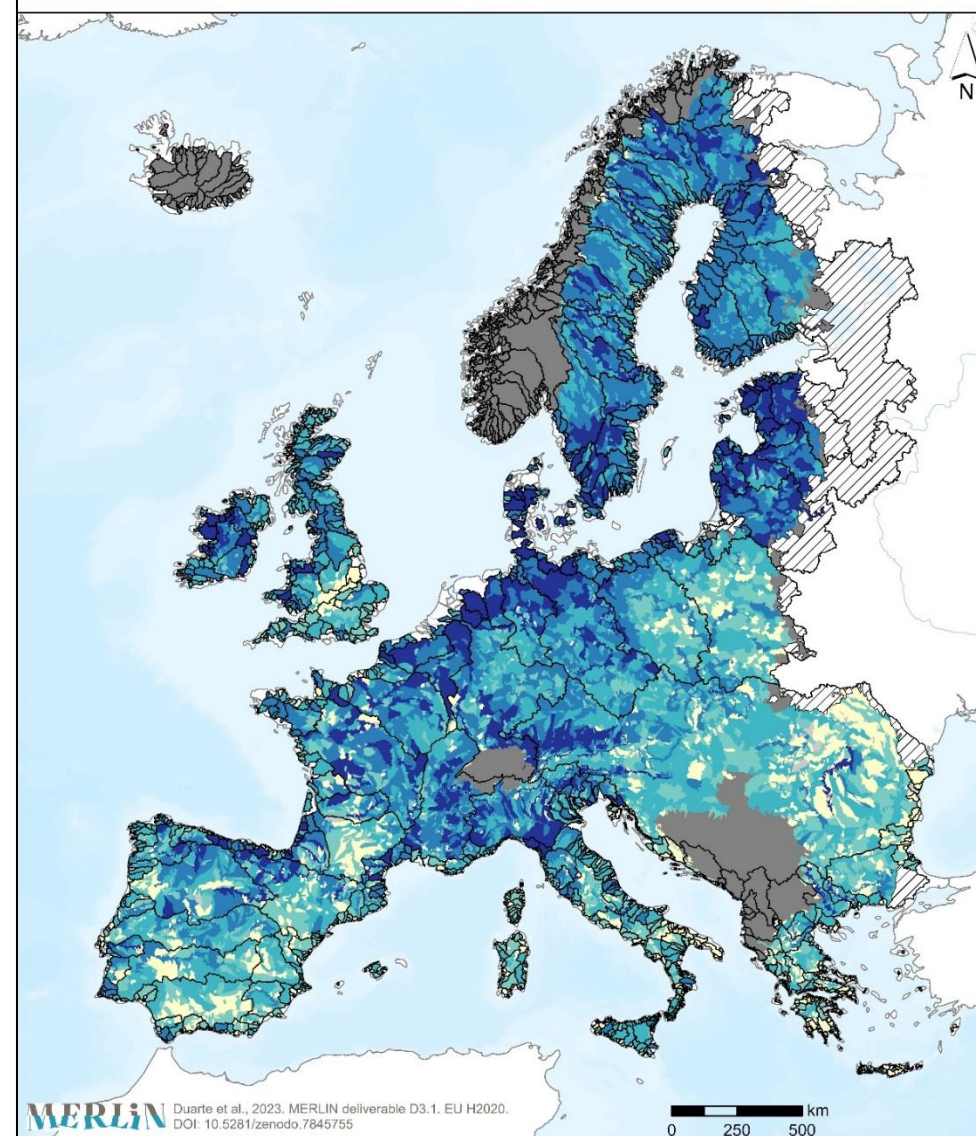 N
MERLIN
Duarte et al., 2023. MERLIN deliverable D3.1. EU H2020.
DOI: 10.5281/zenodo.7845755
km
0 250 500